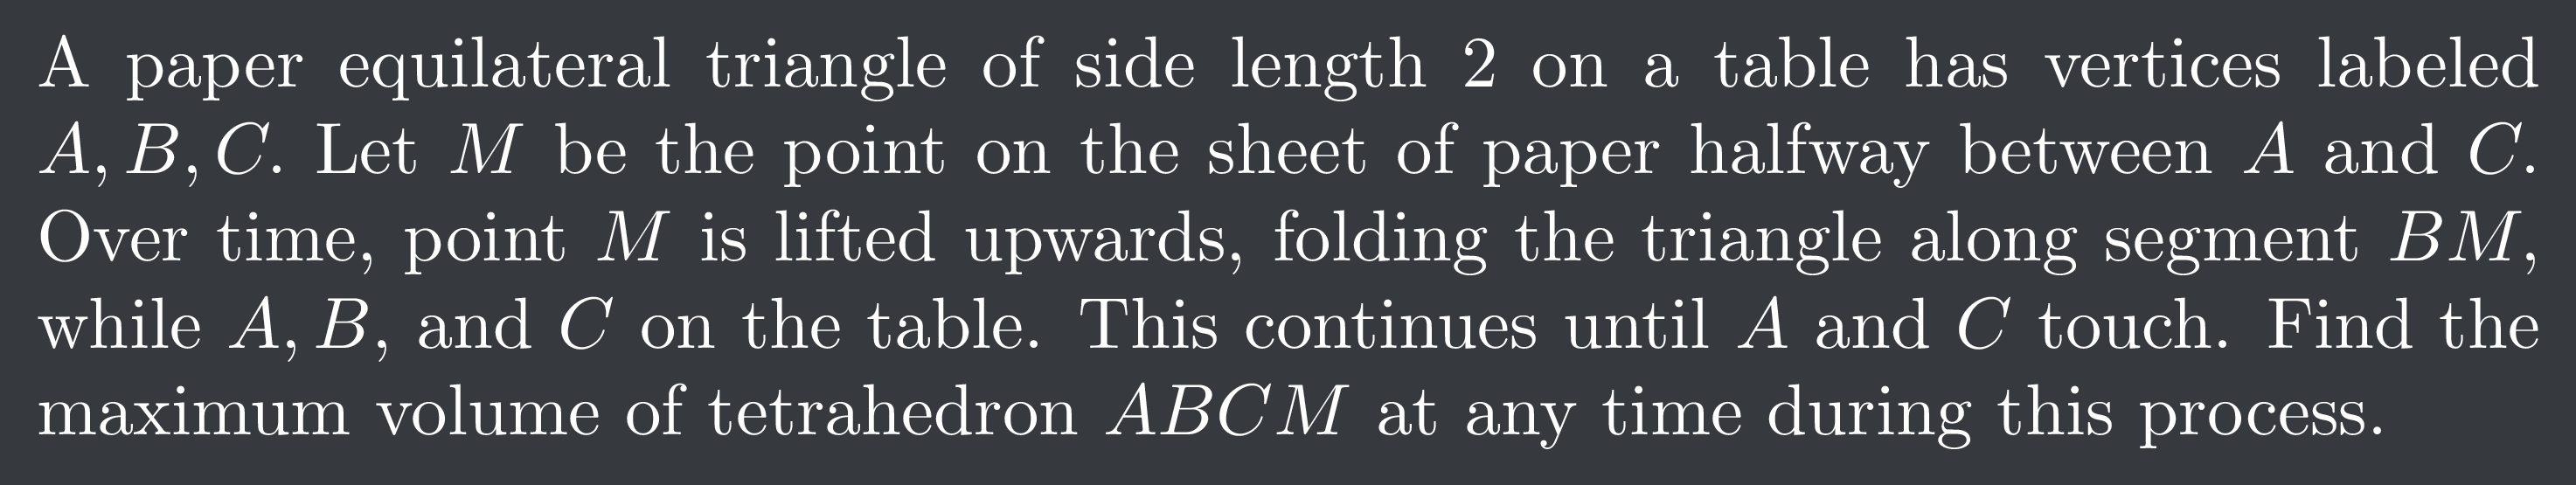 A paper equilateral triangle of side length 2 on a table has vertices labeled
A, B, C. Let M be the point on the sheet of paper halfway between A and C.
Over time, point M is lifted upwards, folding the triangle along segment BM,
while A, B, and C on the table. This continues until A and C touch. Find the
maximum volume of tetrahedron ABCM at any time during this process.